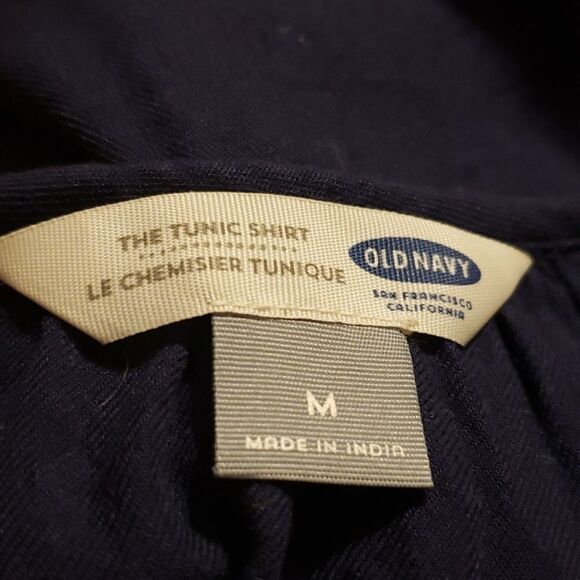 THE TUNIC SHIRT
LE CHEMISIER TUNIQUE
OLD NAVY
SAN FRANCISCO
CALIFORNIA
M
MADE IN INDIA